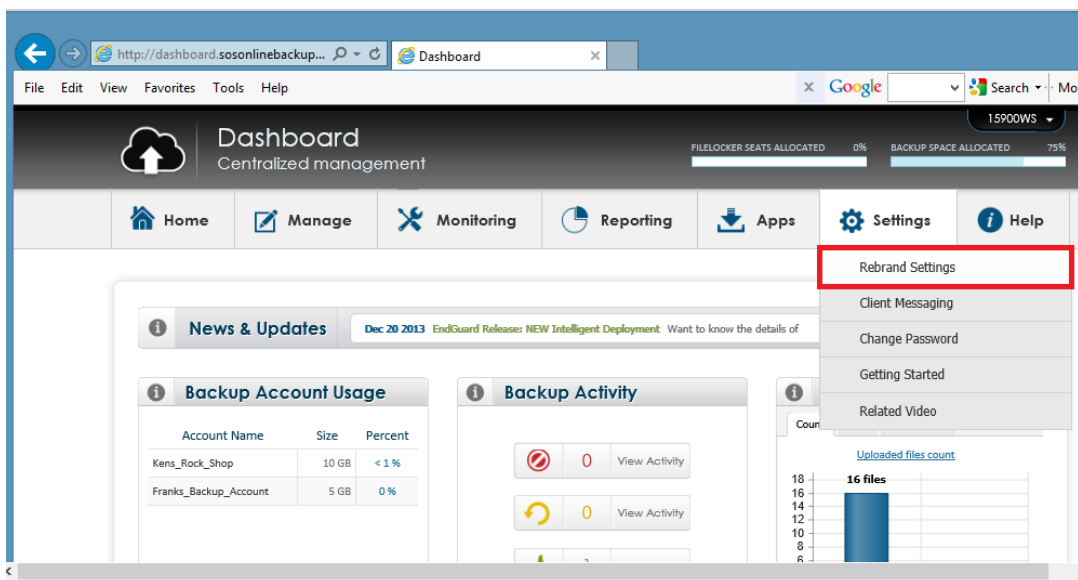 http://dashboard.sosonlinebackup...
Dashboard
File Edit View Favorites Tools Help
x Google Search Mo
15900WS
Dashboard
Centralized management
FILELOCKER SEATS ALLOCATED 0%
BACKUP SPACE ALLOCATED 75%
Home Manage Monitoring Reporting Apps Settings Help
Rebrand Settings
Client Messaging
Change Password
Getting Started
Related Video
News & Updates
Dec 20 2013 EndGuard Release: NEW Intelligent Deployment Want to know the details of
Backup Account Usage
Account Name Size Percent
Kens_Rock_Shop 10 GB < 1 %
Franks_Backup_Account 5 GB 0 %
Backup Activity
0 View Activity
0 View Activity
Coun
Uploaded files count
16 files
18
16
14
12
10
8
6